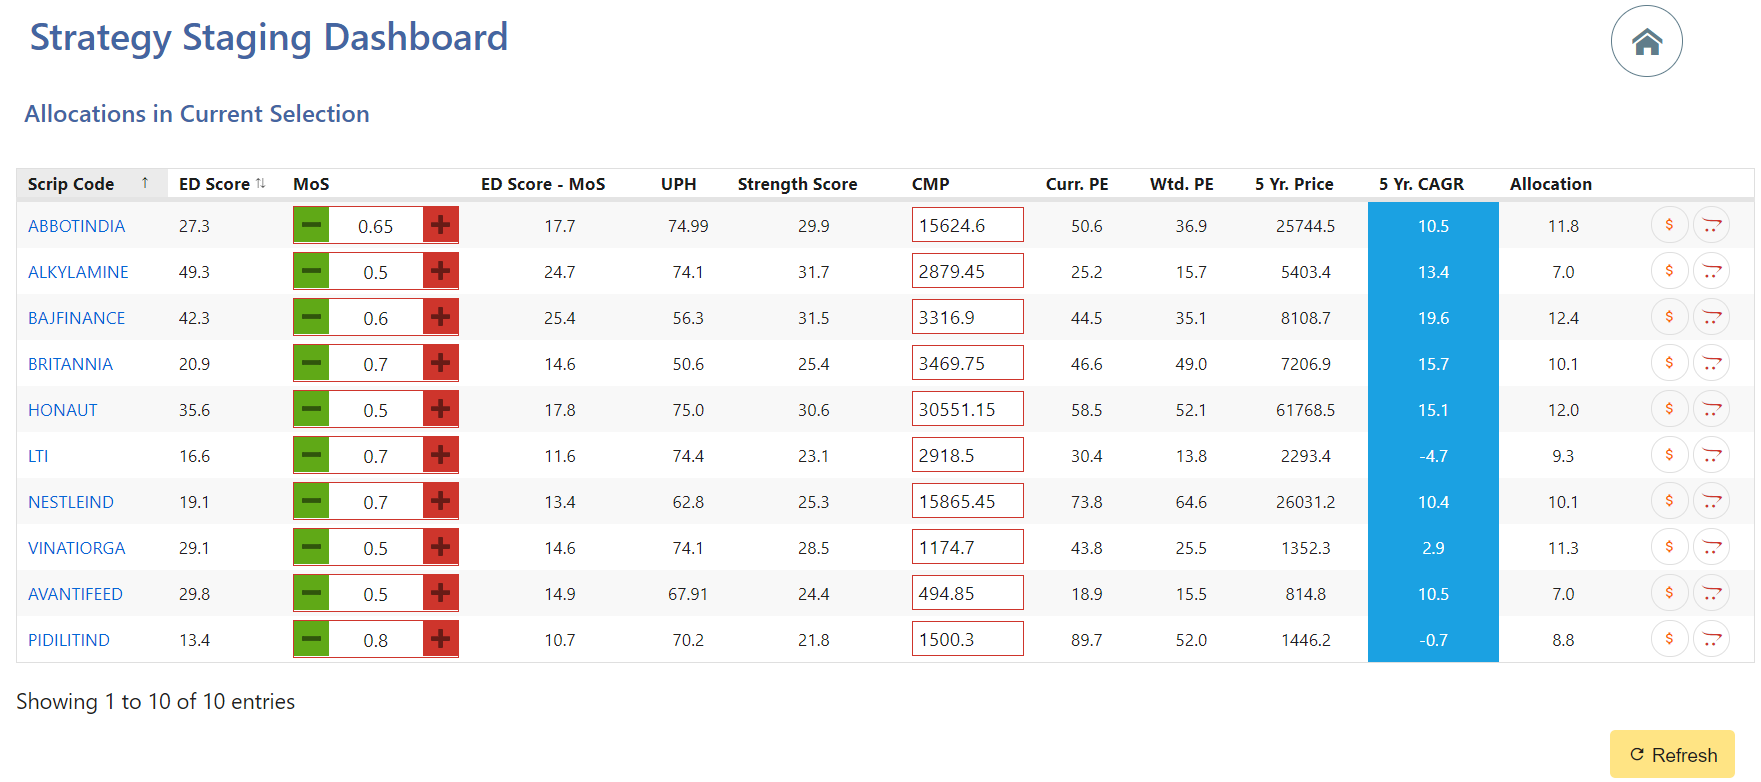 Strategy Staging Dashboard
Allocations in Current Selection
Scrip Code ↑ ED Score ↑↓ MoS ED Score - MoS UPH Strength Score CMP Curr. PE Wtd. PE 5 Yr. Price 5 Yr. CAGR Allocation
ABBOTINDIA 27.3 − 0.65 + 17.7 74.99 29.9 15624.6 50.6 36.9 25744.5 10.5 11.8 $
ALKYLAMINE 49.3 − 0.5 + 24.7 74.1 31.7 2879.45 25.2 15.7 5403.4 13.4 7.0 $
BAJFINANCE 42.3 − 0.6 + 25.4 56.3 31.5 3316.9 44.5 35.1 8108.7 19.6 12.4 $
BRITANNIA 20.9 − 0.7 + 14.6 50.6 25.4 3469.75 46.6 49.0 7206.9 15.7 10.1 $
HONAUT 35.6 − 0.5 + 17.8 75.0 30.6 30551.15 58.5 52.1 61768.5 15.1 12.0 $
LTI 16.6 − 0.7 + 11.6 74.4 23.1 2918.5 30.4 13.8 2293.4 -4.7 9.3 $
NESTLEIND 19.1 − 0.7 + 13.4 62.8 25.3 15865.45 73.8 64.6 26031.2 10.4 10.1 $
VINATIORGA 29.1 − 0.5 + 14.6 74.1 28.5 1174.7 43.8 25.5 1352.3 2.9 11.3 $
AVANTIFEED 29.8 − 0.5 + 14.9 67.91 24.4 494.85 18.9 15.5 814.8 10.5 7.0 $
PIDILITIND 13.4 − 0.8 + 10.7 70.2 21.8 1500.3 89.7 52.0 1446.2 -0.7 8.8 $
Showing 1 to 10 of 10 entries
Refresh